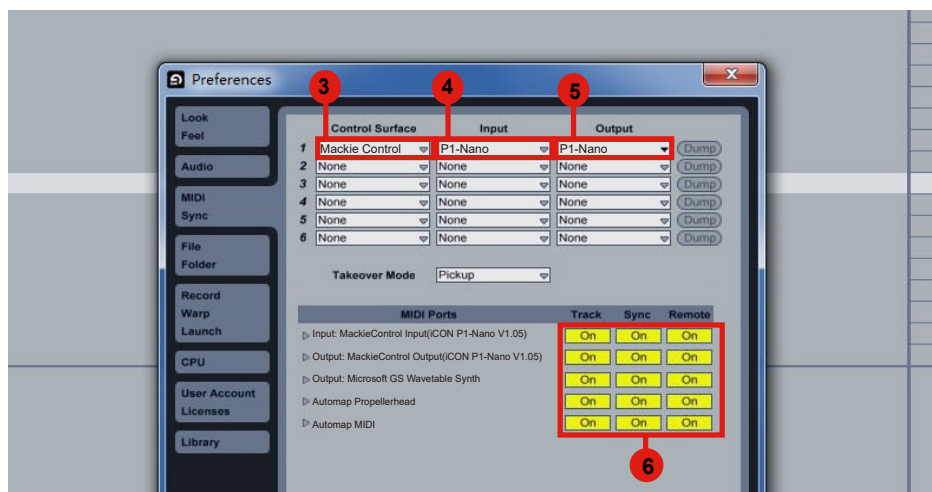 Preferences
3
4
5
Look
Feel
Audio
MIDI
Sync
File
Folder
Record
Warp
Launch
CPU
User Account
Licenses
Library
Control Surface Input Output
1 Mackie Control P1-Nano P1-Nano Dump
2 None None None Dump
3 None None None Dump
4 None None None Dump
5 None None None Dump
6 None None None Dump
Takeover Mode Pickup
MIDI Ports Track Sync Remote
Input: MackieControl Input(iCON P1-Nano V1.05) On On On
Output: MackieControl Output(iCON P1-Nano V1.05) On On On
Output: Microsoft GS Wavetable Synth On On On
Automap Propellerhead On On On
Automap MIDI On On On
6